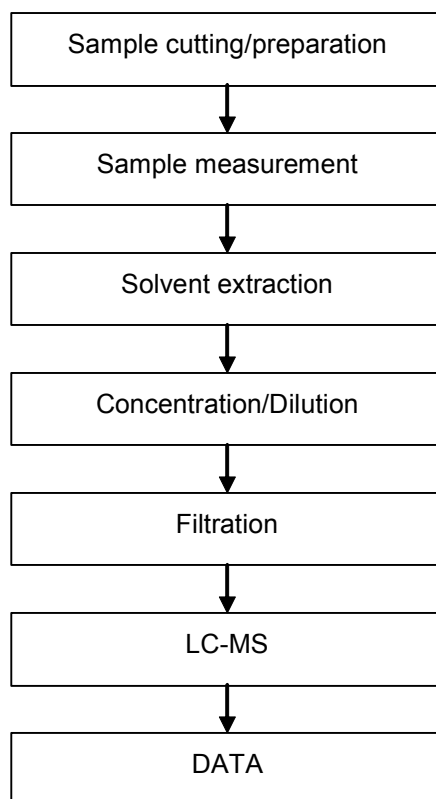 Sample cutting/preparation
Sample measurement
Solvent extraction
Concentration/Dilution
Filtration
LC-MS
DATA